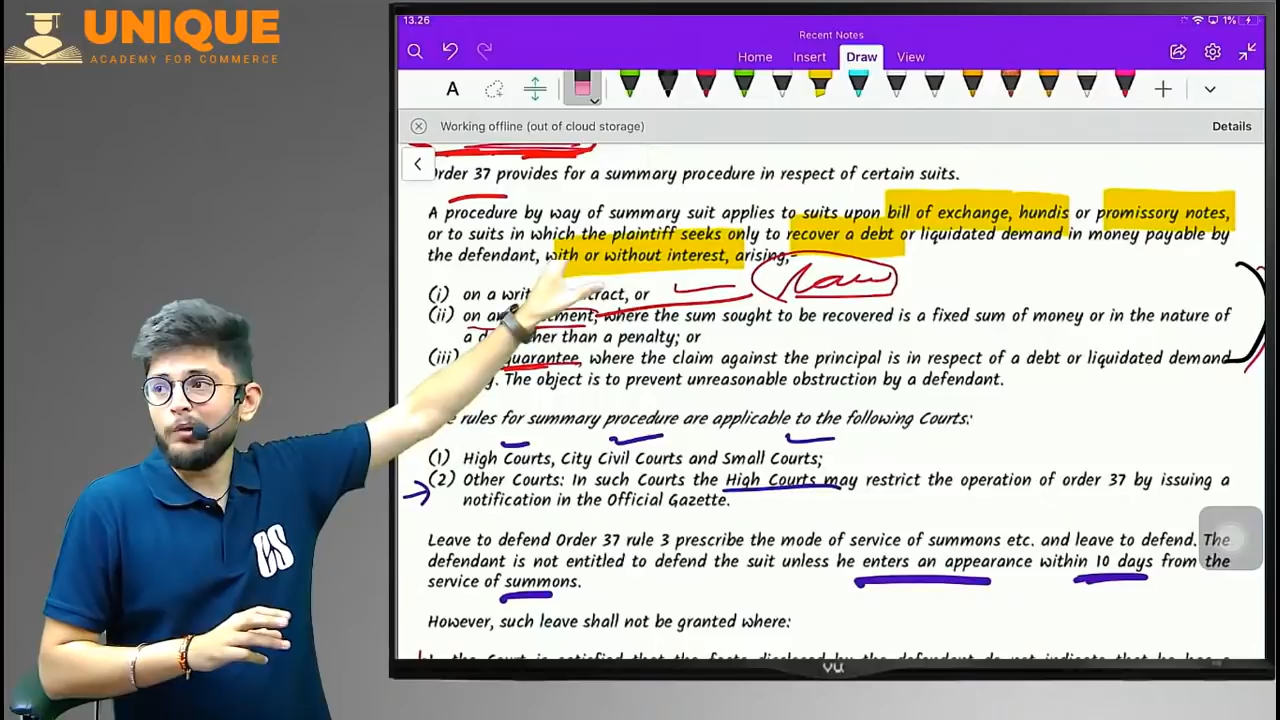 UNIQUE
ACADEMY FOR COMMERCE
13.26
1%
Recent Notes
Home Insert Draw View
A
Working offline (out of cloud storage) Details
Order 37 provides for a summary procedure in respect of certain suits.
A procedure by way of summary suit applies to suits upon bill of exchange, hundis or promissory notes,
or to suits in which the plaintiff seeks only to recover a debt or liquidated demand in money payable by
the defendant, with or without interest, arising,-
(i) on a or
(ii) on an where the sum sought to be recovered is a fixed sum of money or in the nature of
a than a penalty; or
(iii) guarantee, where the claim against the principal is in respect of a debt or liquidated demand
The object is to prevent unreasonable obstruction by a defendant.
rules for summary procedure are applicable to the following Courts:
(1) High Courts, City Civil Courts and Small Courts;
(2) Other Courts: In such Courts the High Courts may restrict the operation of order 37 by issuing a
notification in the Official Gazette.
Leave to defend Order 37 rule 3 prescribe the mode of service of summons etc. and leave to defend. The
defendant is not entitled to defend the suit unless he enters an appearance within 10 days from the
service of summons.
However, such leave shall not be granted where:
CS
VU